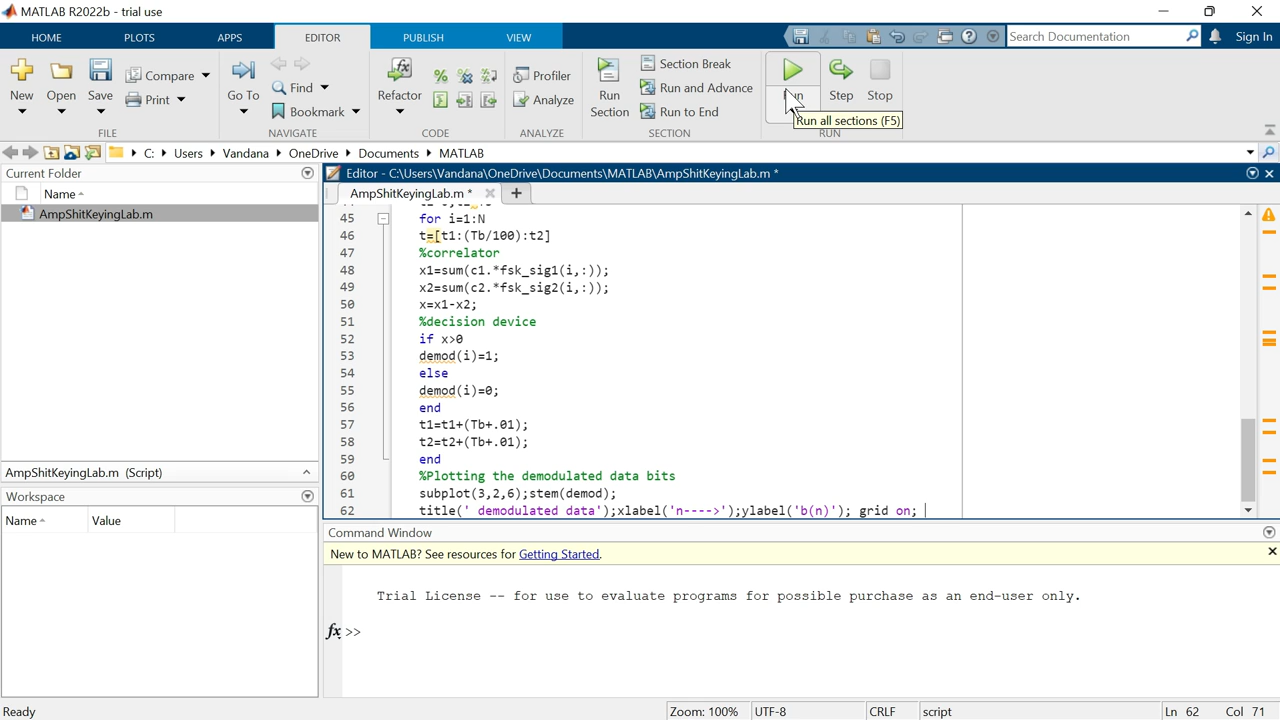 MATLAB R2022b - trial use
HOME PLOTS APPS EDITOR PUBLISH VIEW Search Documentation Sign In
New Open Save Compare Print Go To Find Bookmark Refactor Profiler Analyze Run Section Section Break Run and Advance Run to End Run Step Stop
Run all sections (F5)
FILE NAVIGATE CODE ANALYZE SECTION RUN
C: Users Vandana OneDrive Documents MATLAB
Current Folder
Name
AmpShitKeyingLab.m
AmpShitKeyingLab.m (Script)
Workspace
Name Value
Editor - C:\Users\Vandana\OneDrive\Documents\MATLAB\AmpShitKeyingLab.m *
AmpShitKeyingLab.m *
45 for i=1:N
46 t=[t1:(Tb/100):t2]
47 %correlator
48 x1=sum(c1.*fsk_sig1(i,:));
49 x2=sum(c2.*fsk_sig2(i,:));
50 x=x1-x2;
51 %decision device
52 if x>0
53 demod(i)=1;
54 else
55 demod(i)=0;
56 end
57 t1=t1+(Tb+.01);
58 t2=t2+(Tb+.01);
59 end
60 %Plotting the demodulated data bits
61 subplot(3,2,6);stem(demod);
62 title(' demodulated data');xlabel('n---->');ylabel('b(n)'); grid on;
Command Window
New to MATLAB? See resources for Getting Started.
Trial License -- for use to evaluate programs for possible purchase as an end-user only.
fx >>
Ready Zoom: 100% UTF-8 CRLF script Ln 62 Col 71